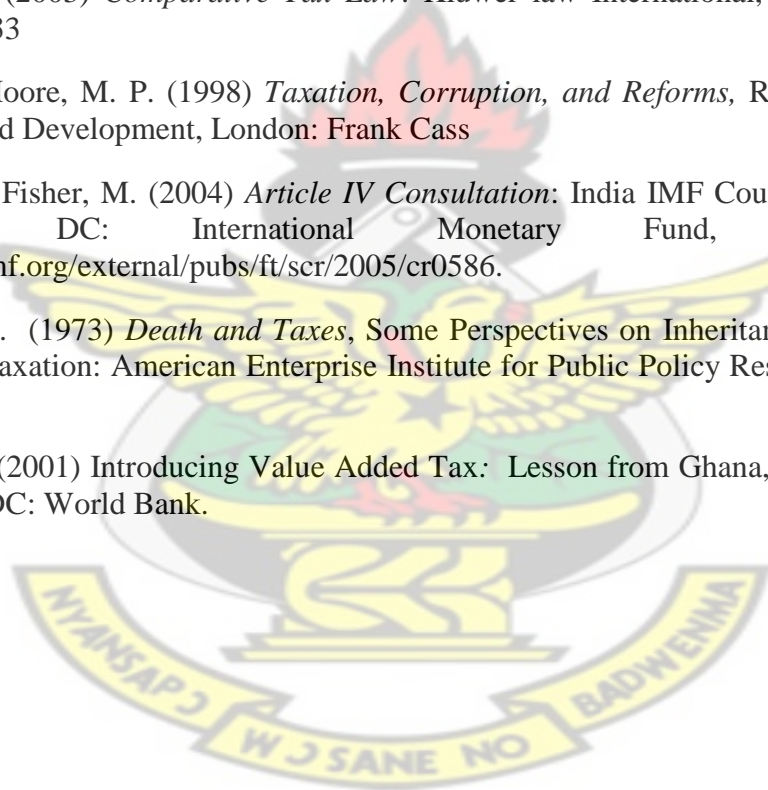 (2003) Comparative Tax Law: Kluwer law International,
33
Moore, M. P. (1998) Taxation, Corruption, and Reforms, R
d Development, London: Frank Cass
Fisher, M. (2004) Article IV Consultation: India IMF Cou
DC: International Monetary Fund,
nf.org/external/pubs/ft/scr/2005/cr0586.
. (1973) Death and Taxes, Some Perspectives on Inheritan
axation: American Enterprise Institute for Public Policy Res
(2001) Introducing Value Added Tax: Lesson from Ghana,
DC: World Bank.
NYANSAPƆ
WƆSANE NO
BADWENMA